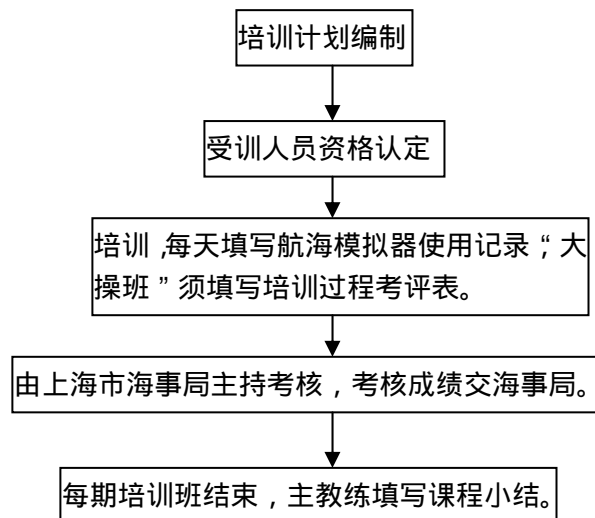 培训计划编制
受训人员资格认定
培训,每天填写航海模拟器使用记录,“大
操班”须填写培训过程考评表。
由上海市海事局主持考核,考核成绩交海事局。
每期培训班结束,主教练填写课程小结。